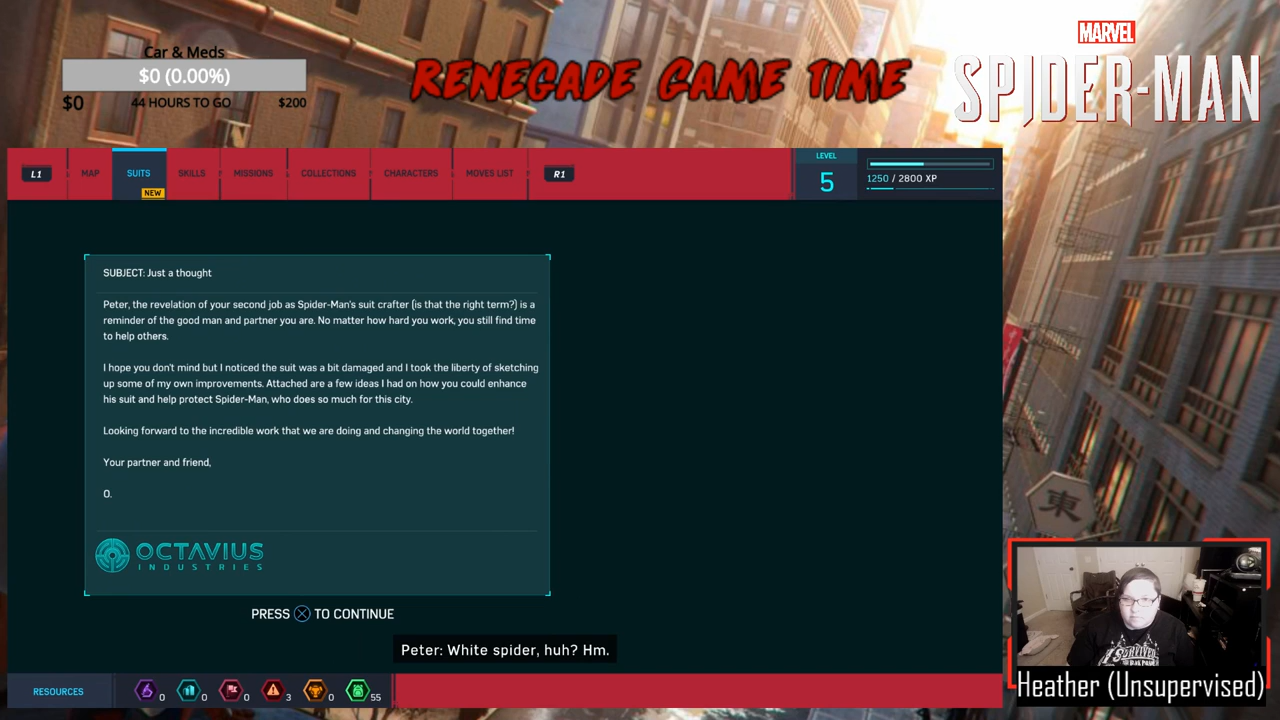 Car & Meds
$0 (0.00%)
$0 44 HOURS TO GO $200
RENEGADE GAME TIME
MARVEL
SPIDER-MAN
L1 MAP SUITS SKILLS MISSIONS COLLECTIONS CHARACTERS MOVES LIST R1
NEW
LEVEL
5
1250 / 2800 XP
SUBJECT: Just a thought
Peter, the revelation of your second job as Spider-Man's suit crafter (is that the right term?) is a
reminder of the good man and partner you are. No matter how hard you work, you still find time
to help others.
I hope you don't mind but I noticed the suit was a bit damaged and I took the liberty of sketching
up some of my own improvements. Attached are a few ideas I had on how you could enhance
his suit and help protect Spider-Man, who does so much for this city.
Looking forward to the incredible work that we are doing and changing the world together!
Your partner and friend,
O.
OCTAVIUS
INDUSTRIES
PRESS TO CONTINUE
Peter: White spider, huh? Hm.
RESOURCES 0 0 0 3 0 55
東
I SURVIVED
Heather (Unsupervised)